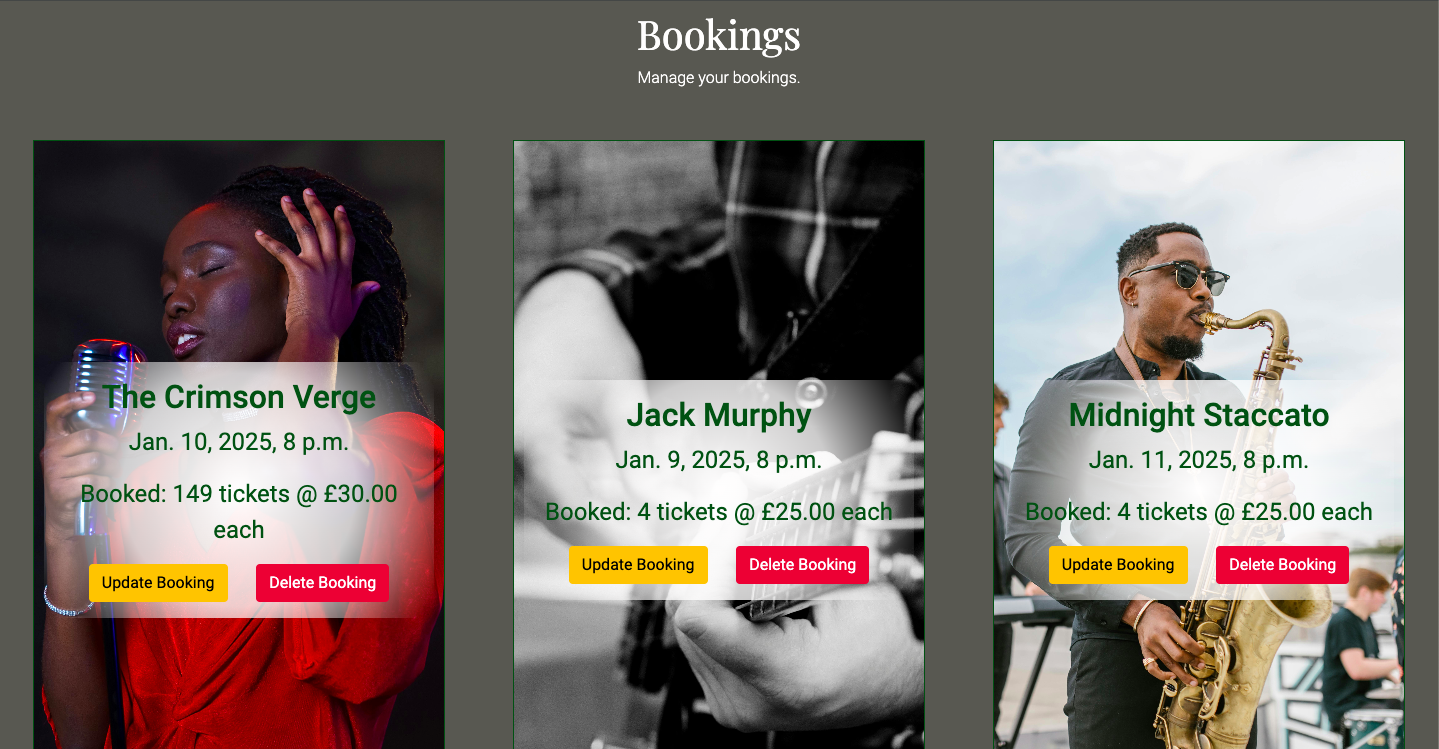 Bookings
Manage your bookings.
The Crimson Verge
Jan. 10, 2025, 8 p.m.
Booked: 149 tickets @ £30.00
each
Update Booking
Delete Booking
Jack Murphy
Jan. 9, 2025, 8 p.m.
Booked: 4 tickets @ £25.00 each
Update Booking
Delete Booking
Midnight Staccato
Jan. 11, 2025, 8 p.m.
Booked: 4 tickets @ £25.00 each
Update Booking
Delete Booking